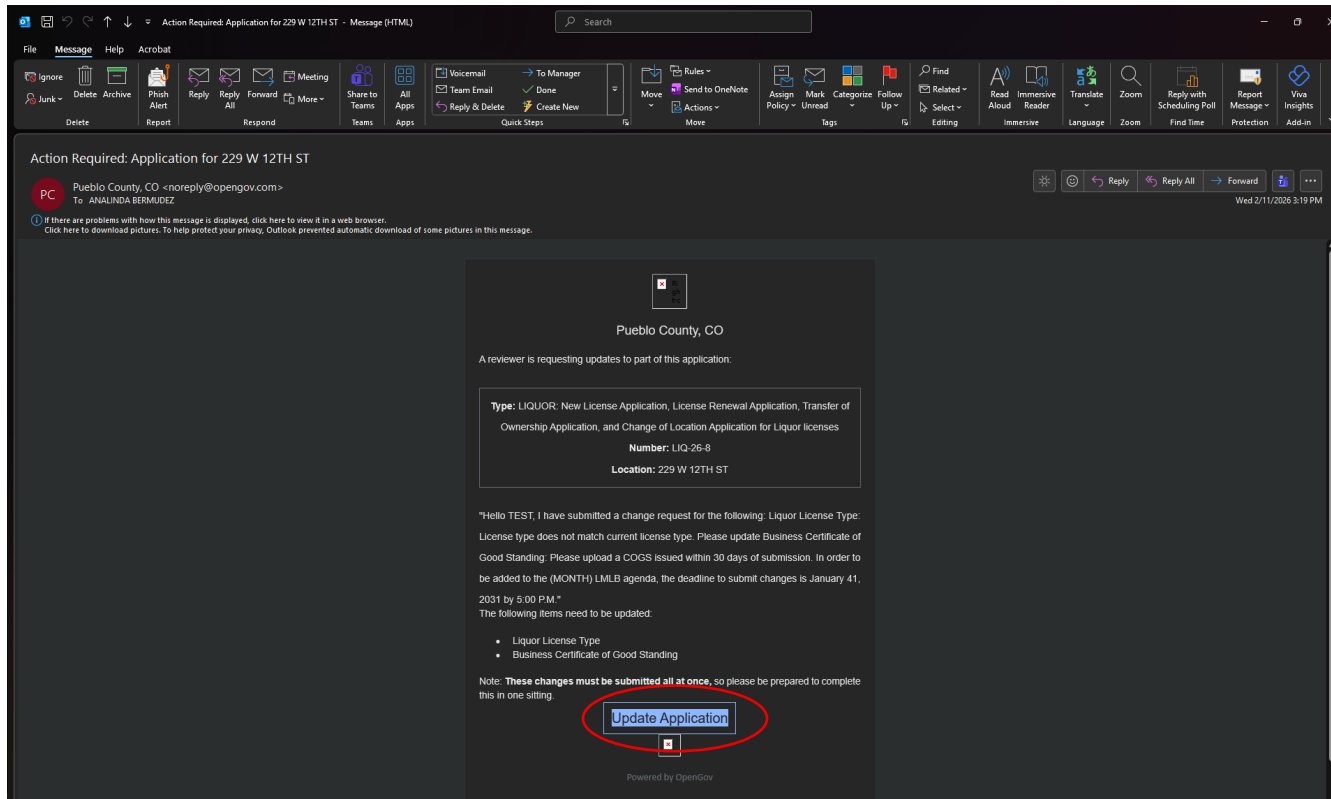 Action Required: Application for 229 W 12TH ST - Message (HTML)
Search
File Message Help Acrobat
Ignore
Junk
Delete
Archive
Delete
Phish Alert
Report
Reply
Reply All
Forward
Meeting
More
Respond
Share to Teams
Teams
All Apps
Apps
Voicemail
To Manager
Team Email
Done
Reply & Delete
Create New
Quick Steps
Move
Rules
Send to OneNote
Actions
Move
Assign Policy
Mark Unread
Categorize
Follow Up
Tags
Find
Related
Select
Editing
Read Aloud
Immersive Reader
Immersive
Translate
Language
Zoom
Zoom
Reply with Scheduling Poll
Find Time
Report Message
Protection
Viva Insights
Add-in
Action Required: Application for 229 W 12TH ST
PC
Pueblo County, CO <noreply@opengov.com>
To ANALINDA BERMUDEZ
Reply
Reply All
Forward
Wed 2/11/2026 3:19 PM
If there are problems with how this message is displayed, click here to view it in a web browser.
Click here to download pictures. To help protect your privacy, Outlook prevented automatic download of some pictures in this message.
Pueblo County, CO
A reviewer is requesting updates to part of this application:
Type: LIQUOR: New License Application, License Renewal Application, Transfer of
Ownership Application, and Change of Location Application for Liquor licenses
Number: LIQ-26-8
Location: 229 W 12TH ST
"Hello TEST, I have submitted a change request for the following: Liquor License Type:
License type does not match current license type. Please update Business Certificate of
Good Standing: Please upload a COGS issued within 30 days of submission. In order to
be added to the (MONTH) LMLB agenda, the deadline to submit changes is January 41,
2031 by 5:00 P.M."
The following items need to be updated:
• Liquor License Type
• Business Certificate of Good Standing
Note: These changes must be submitted all at once, so please be prepared to complete
this in one sitting.
Update Application
Powered by OpenGov